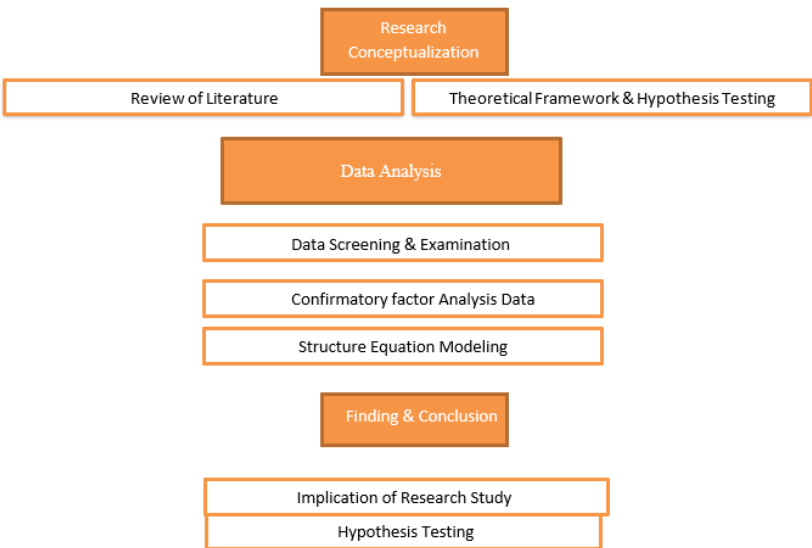 Research
Conceptualization
Review of Literature
Theoretical Framework & Hypothesis Testing
Data Analysis
Data Screening & Examination
Confirmatory factor Analysis Data
Structure Equation Modeling
Finding & Conclusion
Implication of Research Study
Hypothesis Testing